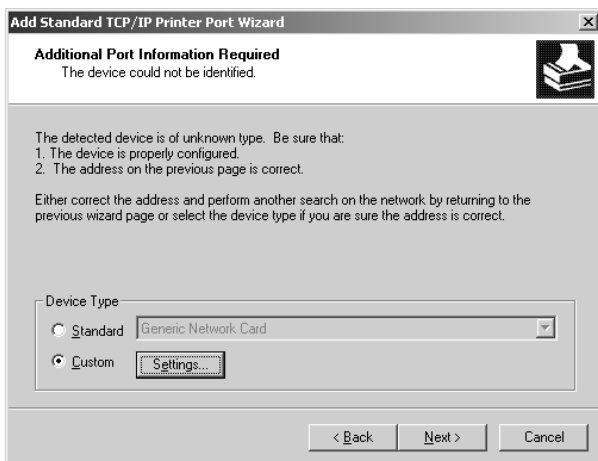 Add Standard TCP/IP Printer Port Wizard
Additional Port Information Required
The device could not be identified.
The detected device is of unknown type. Be sure that:
1. The device is properly configured.
2. The address on the previous page is correct.
Either correct the address and perform another search on the network by returning to the
previous wizard page or select the device type if you are sure the address is correct.
Device Type
Standard Generic Network Card
Custom Settings...
< Back Next > Cancel